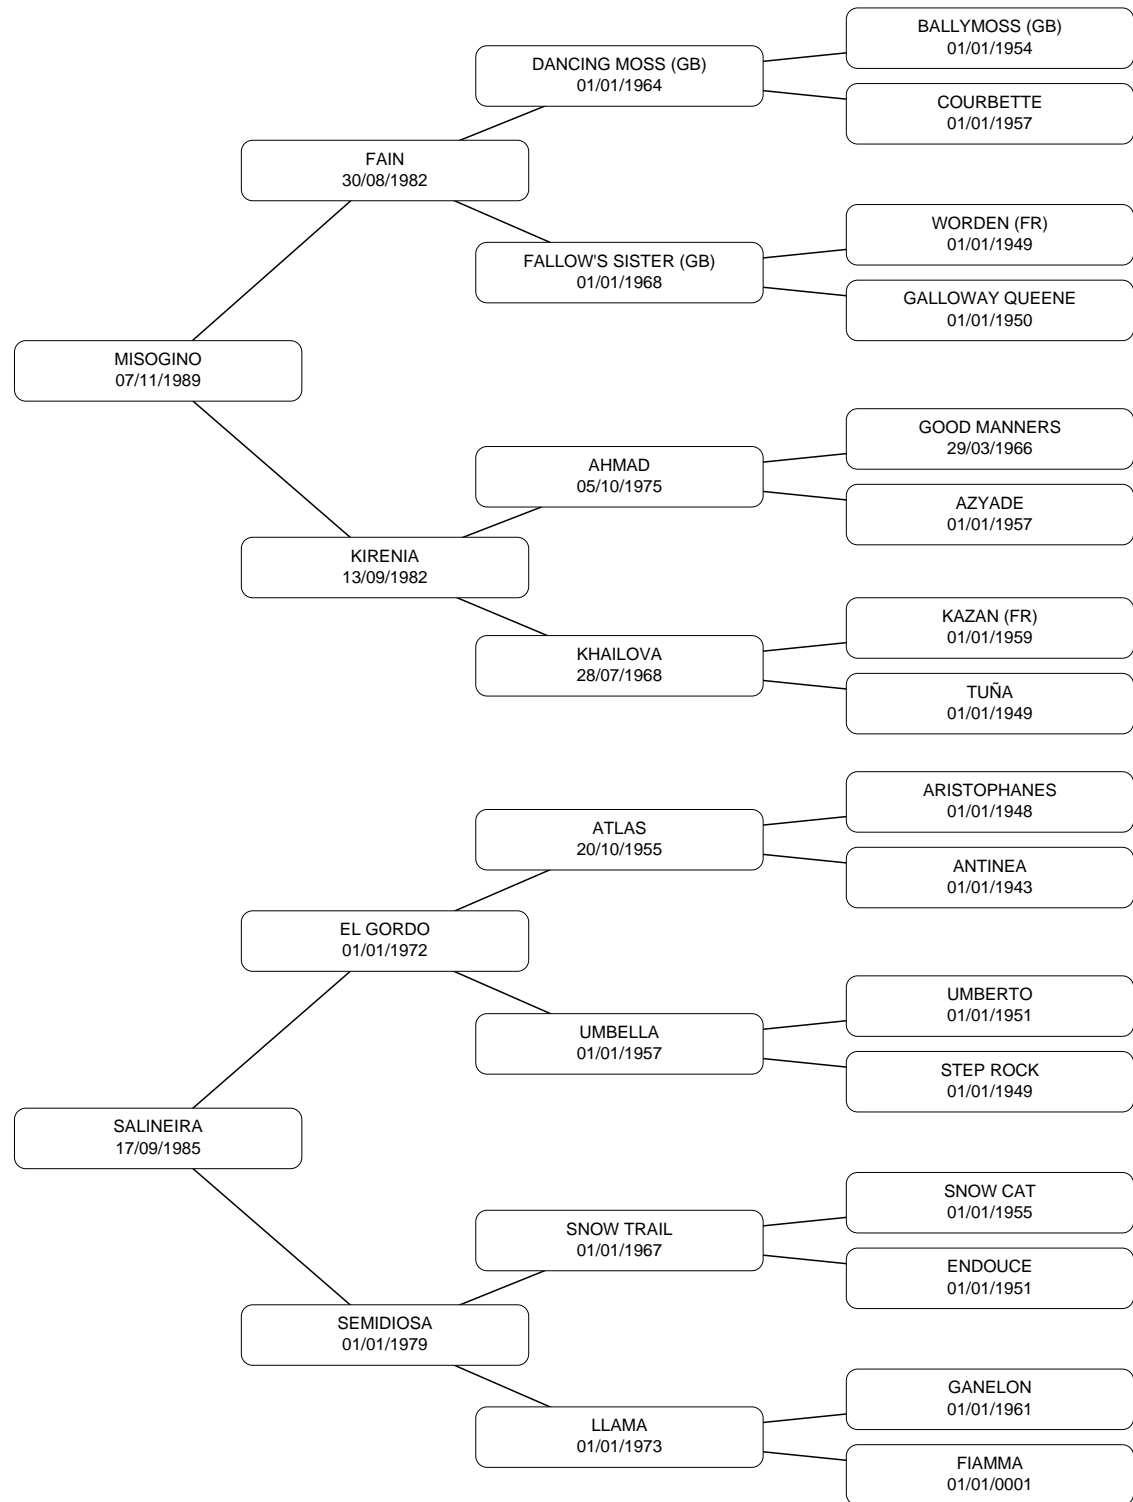 BALLYMOSS (GB)
01/01/1954
DANCING MOSS (GB)
01/01/1964
COURBETTE
01/01/1957
FAIN
30/08/1982
WORDEN (FR)
01/01/1949
FALLOW'S SISTER (GB)
01/01/1968
GALLOWAY QUEENE
01/01/1950
MISOGINO
07/11/1989
GOOD MANNERS
29/03/1966
AHMAD
05/10/1975
AZYADE
01/01/1957
KIRENIA
13/09/1982
KAZAN (FR)
01/01/1959
KHAILOVA
28/07/1968
TUÑA
01/01/1949
ARISTOPHANES
01/01/1948
ATLAS
20/10/1955
ANTINEA
01/01/1943
EL GORDO
01/01/1972
UMBERTO
01/01/1951
UMBELLA
01/01/1957
STEP ROCK
01/01/1949
SALINEIRA
17/09/1985
SNOW CAT
01/01/1955
SNOW TRAIL
01/01/1967
ENDOUCE
01/01/1951
SEMIDIOSA
01/01/1979
GANELON
01/01/1961
LLAMA
01/01/1973
FIAMMA
01/01/0001